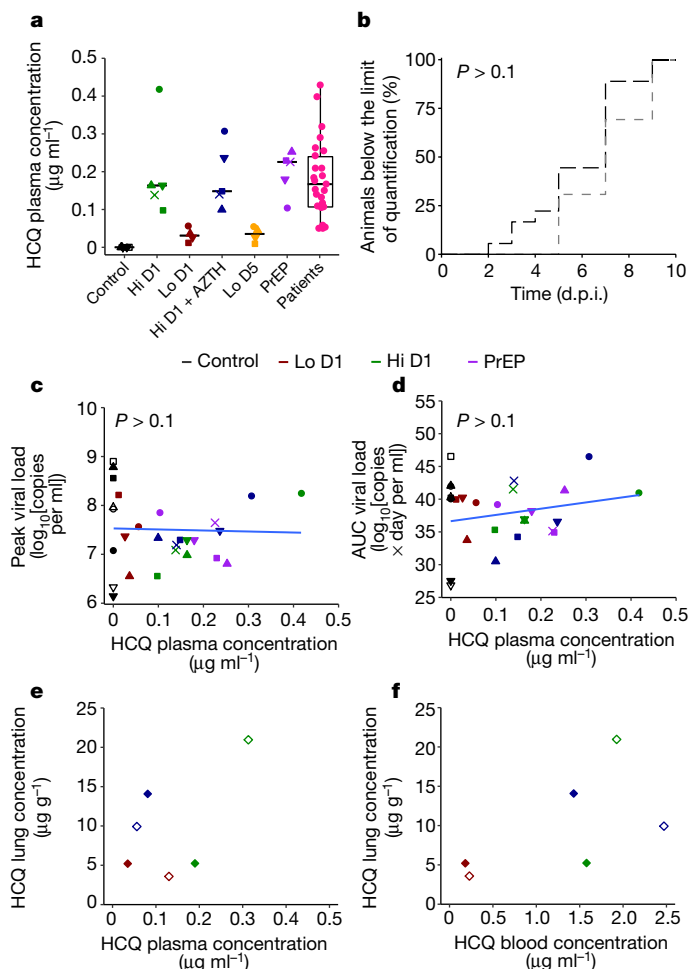 a
HCQ plasma concentration
(μg ml⁻¹)
0.5
0.4
0.3
0.2
0.1
0
Control
Hi D1
Lo D1
Hi D1 + AZTH
Lo D5
PrEP
Patients
b
P > 0.1
Animals below the limit
of quantification (%)
100
75
50
25
0
0 2 4 6 8 10
Time (d.p.i.)
Control Lo D1 Hi D1 PrEP
c
P > 0.1
Peak viral load
(log₁₀[copies
per ml])
10
9
8
7
6
0 0.1 0.2 0.3 0.4 0.5
HCQ plasma concentration
(μg ml⁻¹)
d
P > 0.1
AUC viral load
(log₁₀[copies
× day per ml])
55
50
45
40
35
30
25
0 0.1 0.2 0.3 0.4 0.5
HCQ plasma concentration
(μg ml⁻¹)
e
HCQ lung concentration
(μg g⁻¹)
25
20
15
10
5
0
0 0.1 0.2 0.3 0.4 0.5
HCQ plasma concentration
(μg ml⁻¹)
f
HCQ lung concentration
(μg g⁻¹)
25
20
15
10
5
0
0 0.5 1.0 1.5 2.0 2.5
HCQ blood concentration
(μg ml⁻¹)